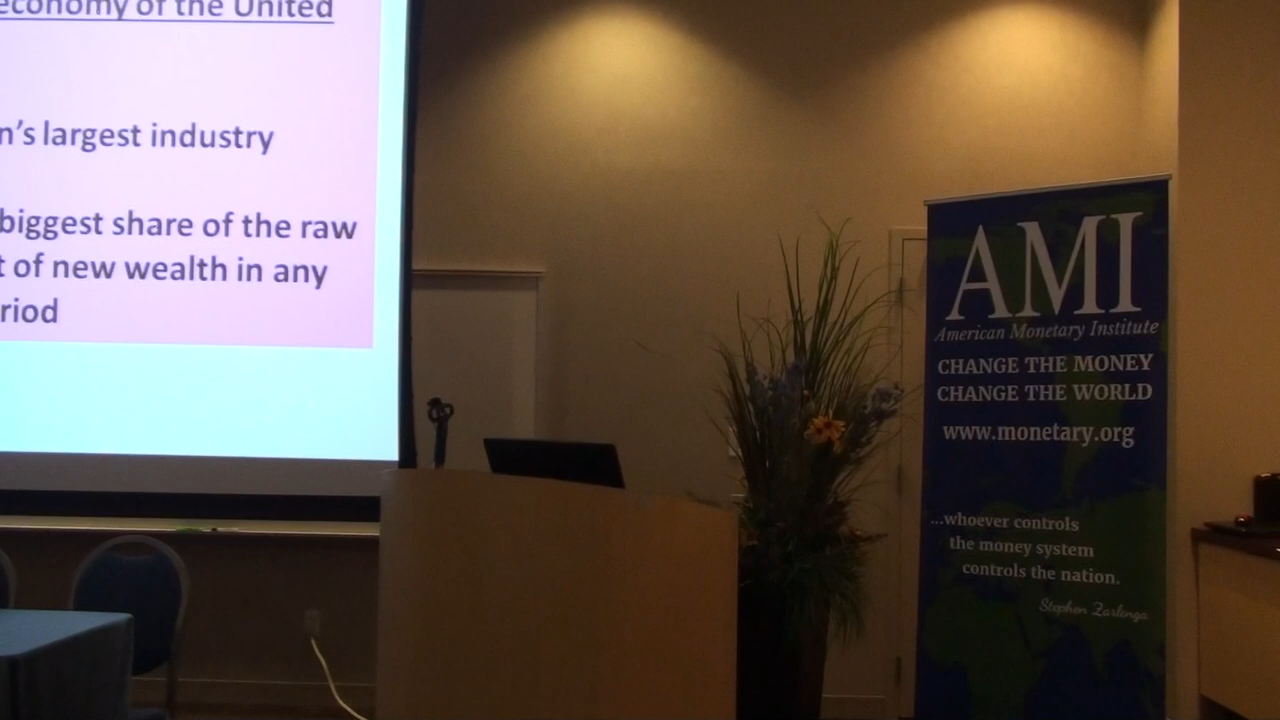 economy of the United
n's largest industry
biggest share of the raw
t of new wealth in any
riod
AMI
American Monetary Institute
CHANGE THE MONEY
CHANGE THE WORLD
www.monetary.org
...whoever controls
the money system
controls the nation.
Stephen Zarlenga